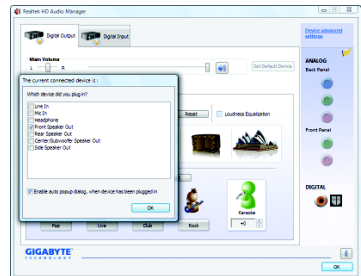 Realtek HD Audio Manager
Digital Output
Digital Input
Device advanced settings
Main Volume
L
R
Set Default Device
ANALOG
Back Panel
The current connected device is :
Which device did you plug in?
Line In
Mic In
Headphone
Front Speaker Out
Rear Speaker Out
Center/Subwoofer Speaker Out
Side Speaker Out
Enable auto popup dialog, when device has been plugged in
OK
Reset
Loudness Equalization
Front Panel
DIGITAL
Karaoke
+0
Pop
Live
Club
Rock
GIGABYTE
TECHNOLOGY
i
OK